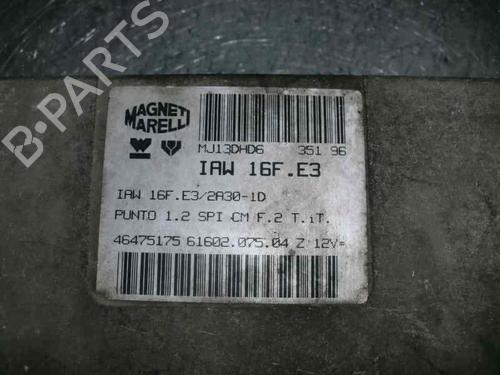 B-PARTS
MAGNETI
MARELLI
MJ13DHD6 351 96
IAW 16F.E3
IAW 16F.E3/2A30-1D
PUNTO 1.2 SPI CM F.2 T.iT.
46475175 61602.075.04 Z 12V=